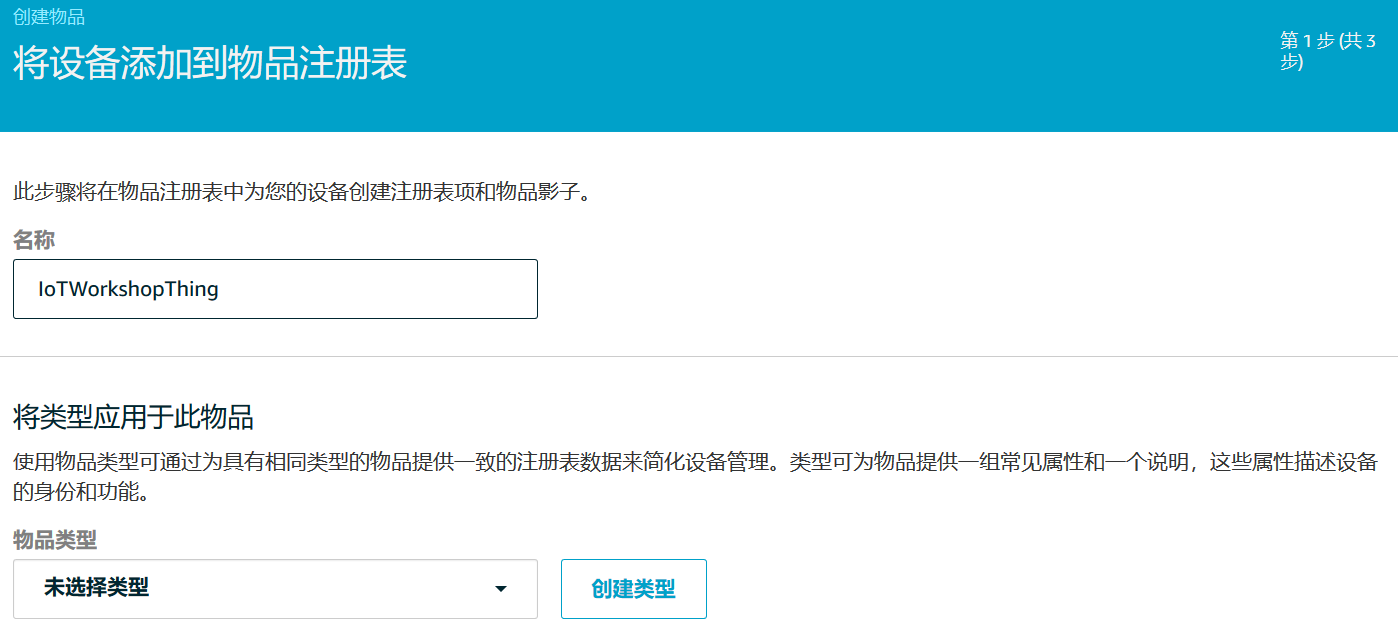 创建物品
将设备添加到物品注册表
第 1 步 (共 3
步)
此步骤将在物品注册表中为您的设备创建注册表项和物品影子。
名称
IoTWorkshopThing
将类型应用于此物品
使用物品类型可通过为具有相同类型的物品提供一致的注册表数据来简化设备管理。类型可为物品提供一组常见属性和一个说明，这些属性描述设备
的身份和功能。
物品类型
未选择类型
创建类型